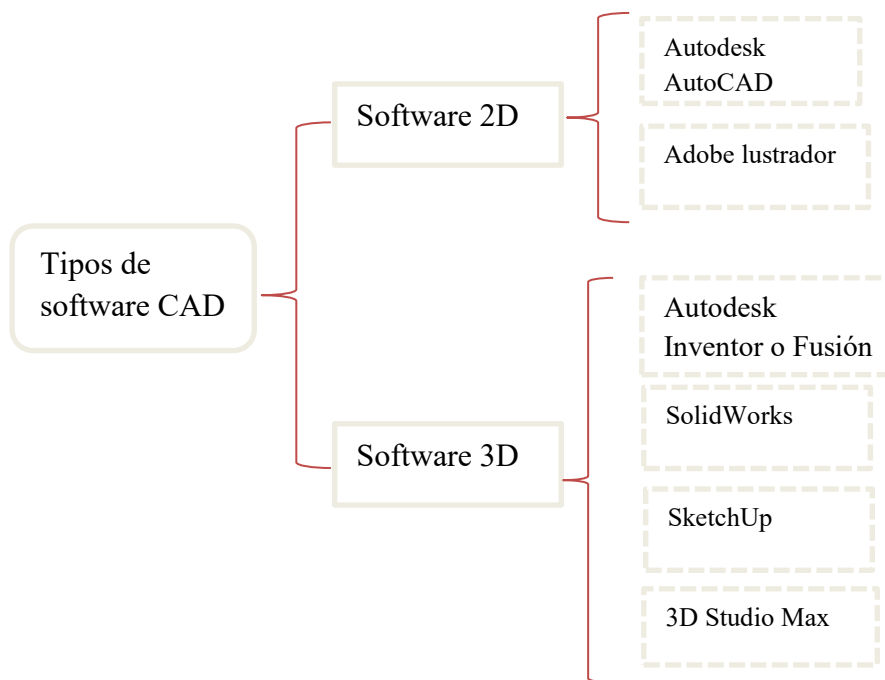 Tipos de
software CAD
Software 2D
Autodesk
AutoCAD
Adobe lustrador
Software 3D
Autodesk
Inventor o Fusión
SolidWorks
SketchUp
3D Studio Max